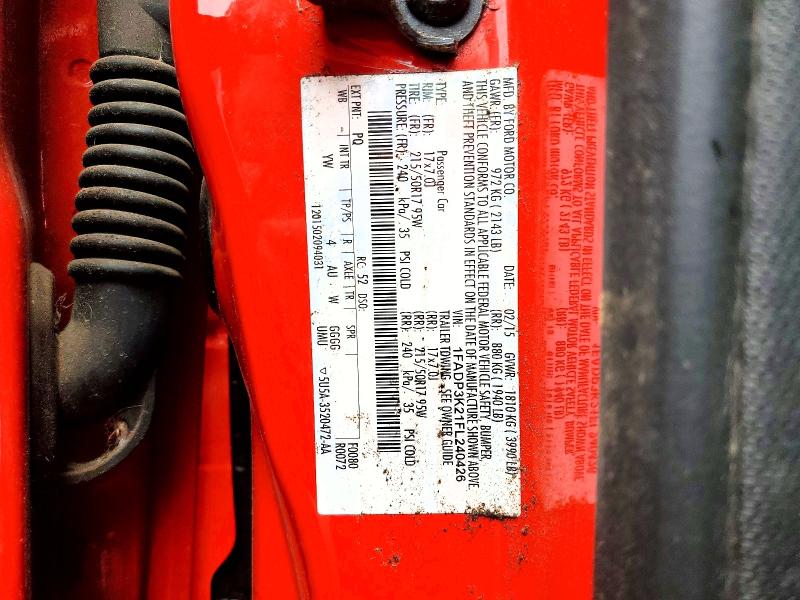 MFD. BY FORD MOTOR CO.
DATE: 02/15 GVWR: 1810 KG ( 3990 LB)
GAWR: (FR): 972 KG ( 2143 LB) (RR): 880 KG ( 1940 LB)
THIS VEHICLE CONFORMS TO ALL APPLICABLE FEDERAL MOTOR VEHICLE SAFETY, BUMPER
AND THEFT PREVENTION STANDARDS IN EFFECT ON THE DATE OF MANUFACTURE SHOWN ABOVE.
VIN: 1FADP3K21FL240426
TYPE: Passenger Car TRAILER TOWING - SEE OWNER GUIDE
RIM: (FR): 17x7.0J (RR): 17x7.0J
TIRE: (FR): 215/50R17 95W (RR): 215/50R17 95W
PRESSURE: (FR): 240 kPa/ 35 PSI COLD (RR): 240 kPa/ 35 PSI COLD
EXT PNT: PQ RC: 52 DSO: F0080
WB - INT TR TP/PS R AXLE TR SPR R0072
YW 4 AU W GGGG
UMU
1201502094031 ▽5U5A-3520472-AA